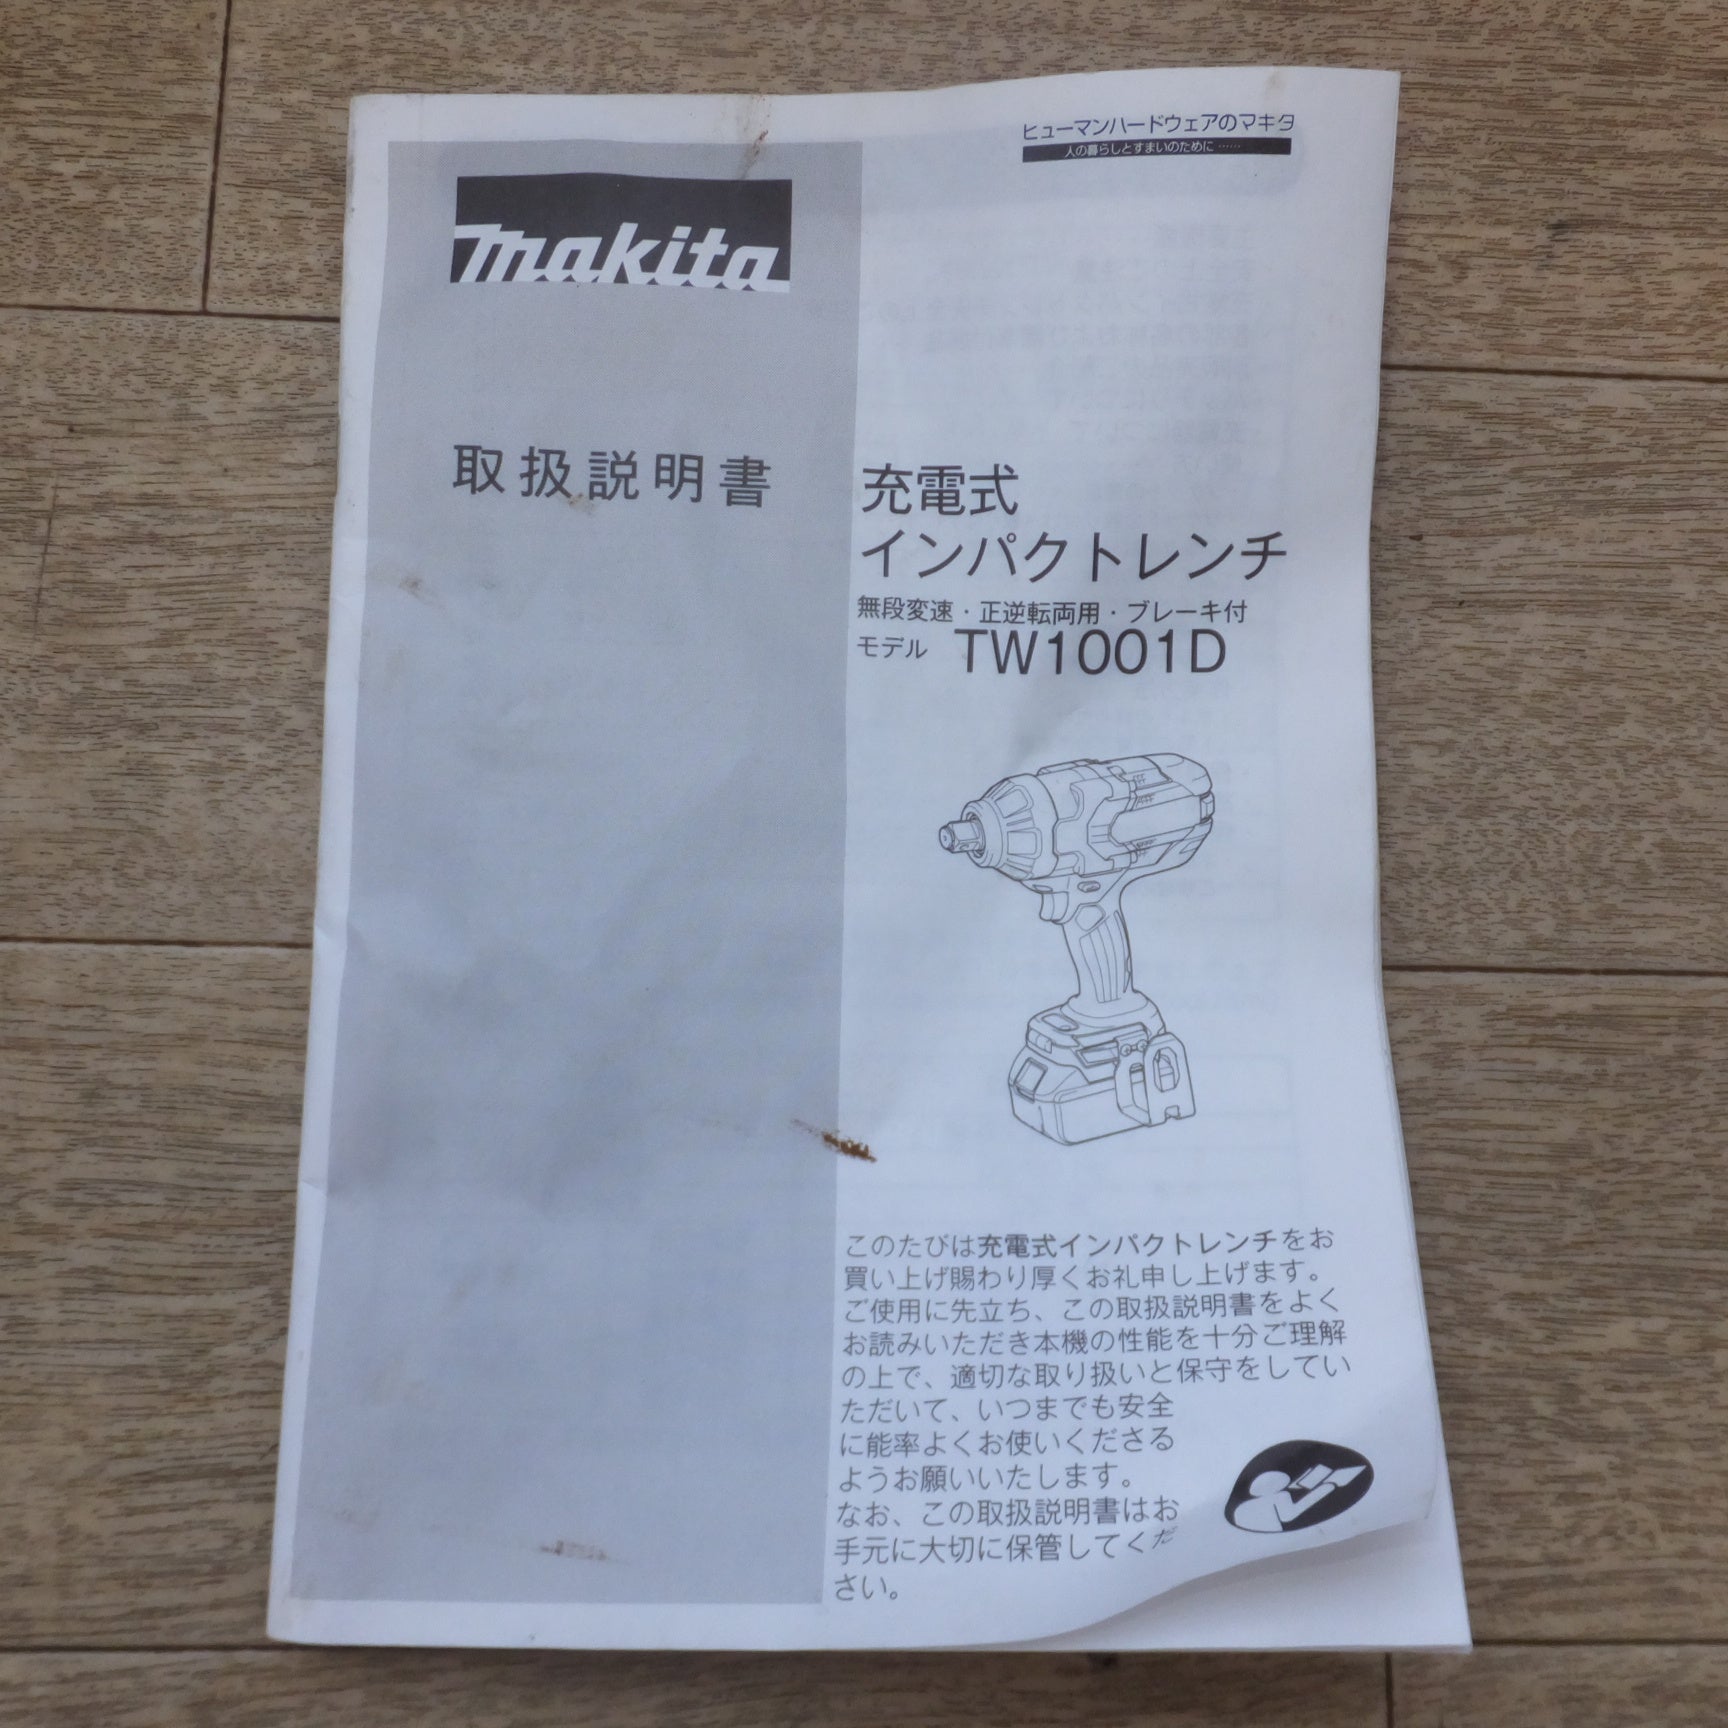 ヒューマンハードウェアのマキタ
人の暮らしとすまいのために ……
makita
取扱説明書
充電式
インパクトレンチ
無段変速・正逆転両用・ブレーキ付
モデル TW1001D
このたびは充電式インパクトレンチをお
買い上げ賜わり厚くお礼申し上げます。
ご使用に先立ち、この取扱説明書をよく
お読みいただき本機の性能を十分ご理解
の上で、適切な取り扱いと保守をしてい
ただいて、いつまでも安全
に能率よくお使いくださる
ようお願いいたします。
なお、この取扱説明書はお
手元に大切に保管してくだ
さい。